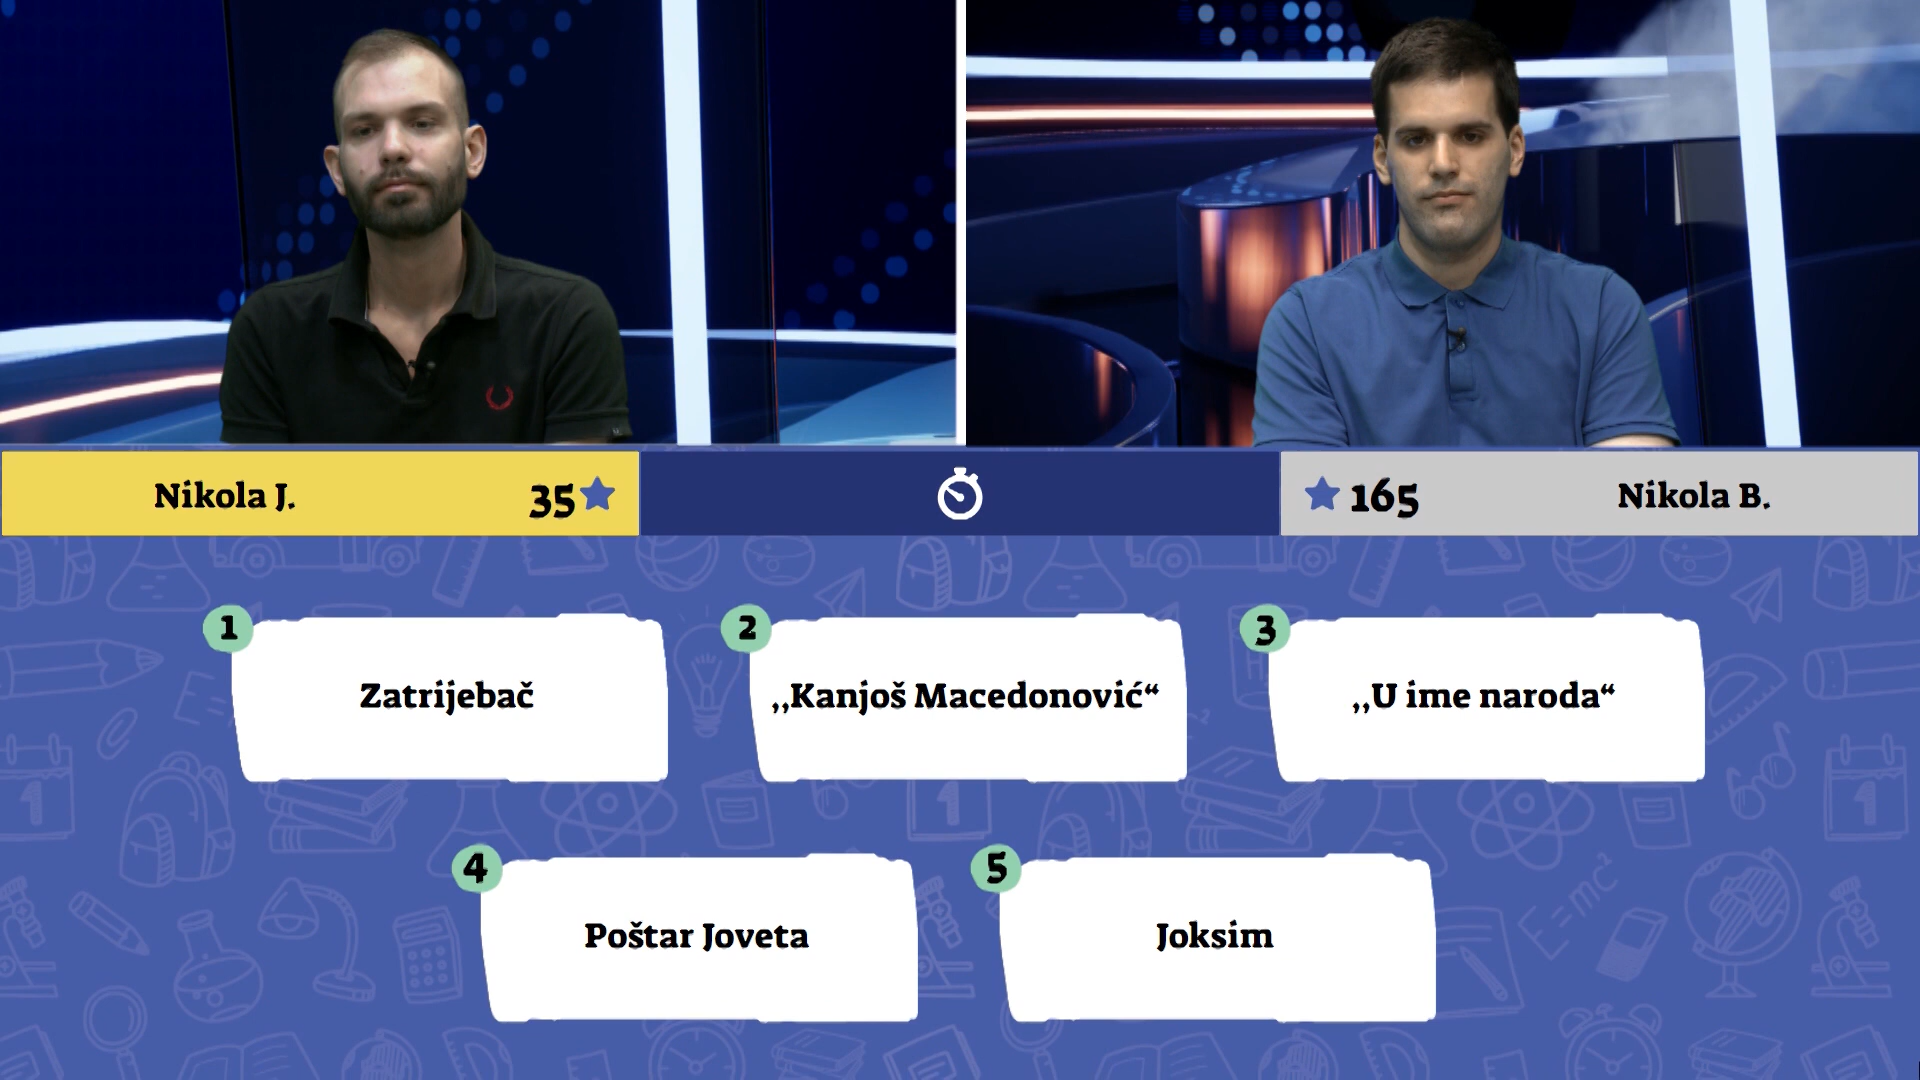 Nikola J.
35
165
Nikola B.
1
Zatrijebač
2
,,Kanjoš Macedonović“
3
,,U ime naroda“
4
Poštar Joveta
5
Joksim